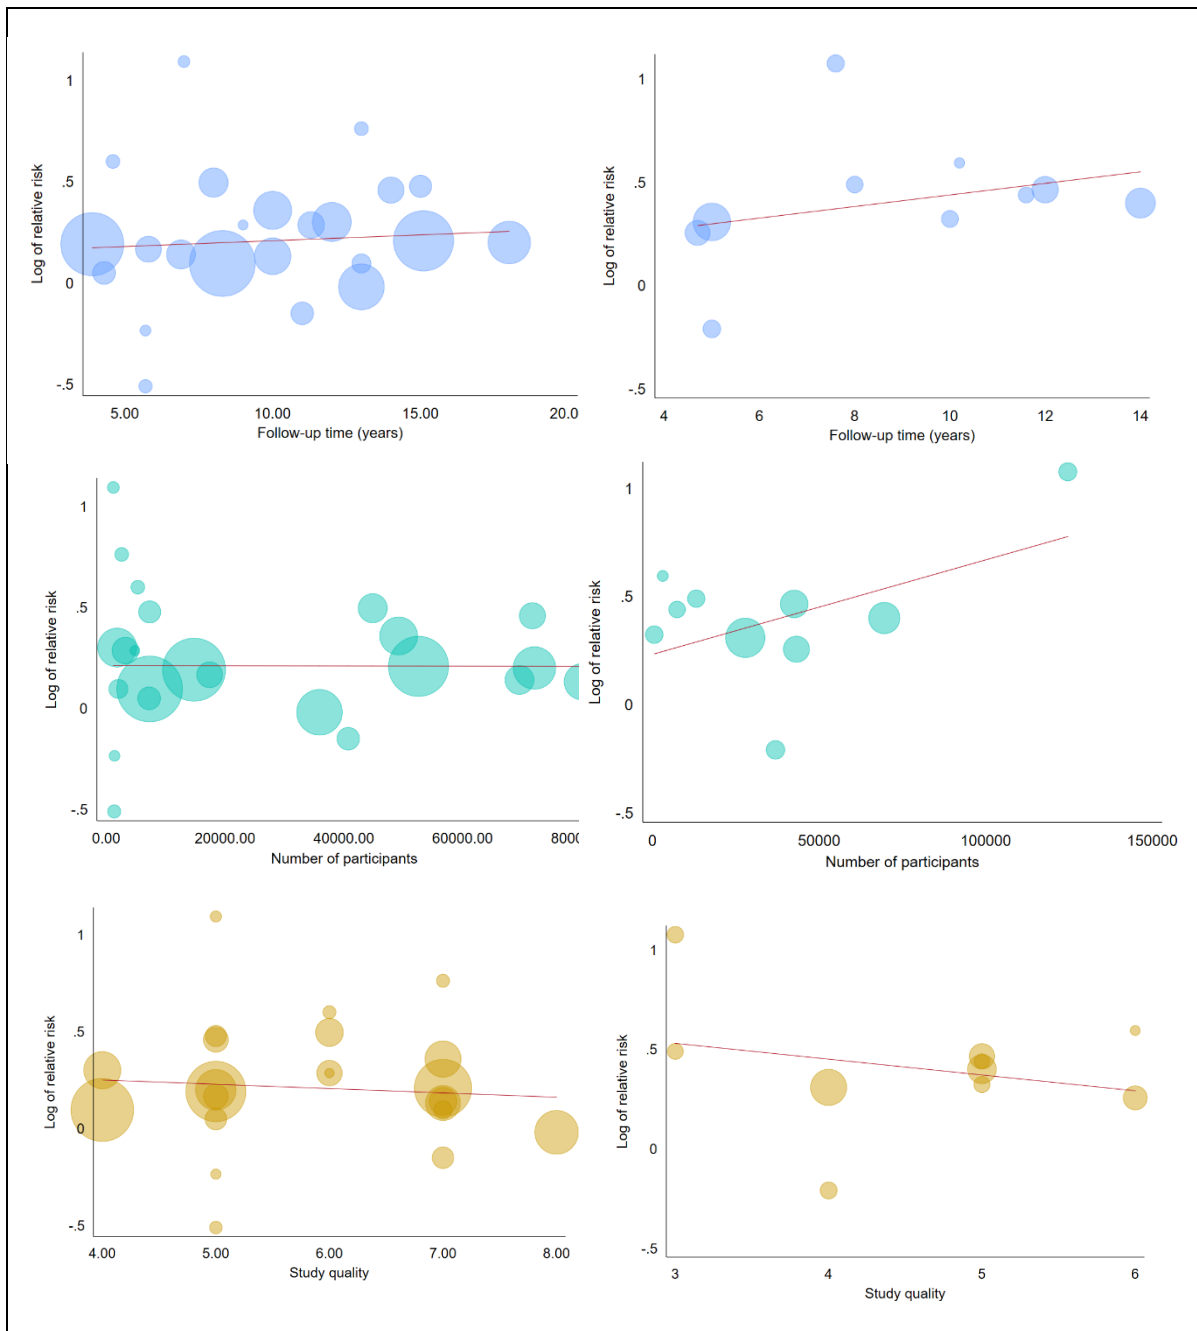 1
.5
0
-.5
Log of relative risk
5.00 10.00 15.00 20.0
Follow-up time (years)
1
.5
0
-.5
Log of relative risk
4 6 8 10 12 14
Follow-up time (years)
1
.5
0
-.5
Log of relative risk
0.00 20000.00 40000.00 60000.00 8000
Number of participants
1
.5
0
-.5
Log of relative risk
0 50000 100000 150000
Number of participants
1
.5
0
-.5
Log of relative risk
4.00 5.00 6.00 7.00 8.00
Study quality
1
.5
0
-.5
Log of relative risk
3 4 5 6
Study quality